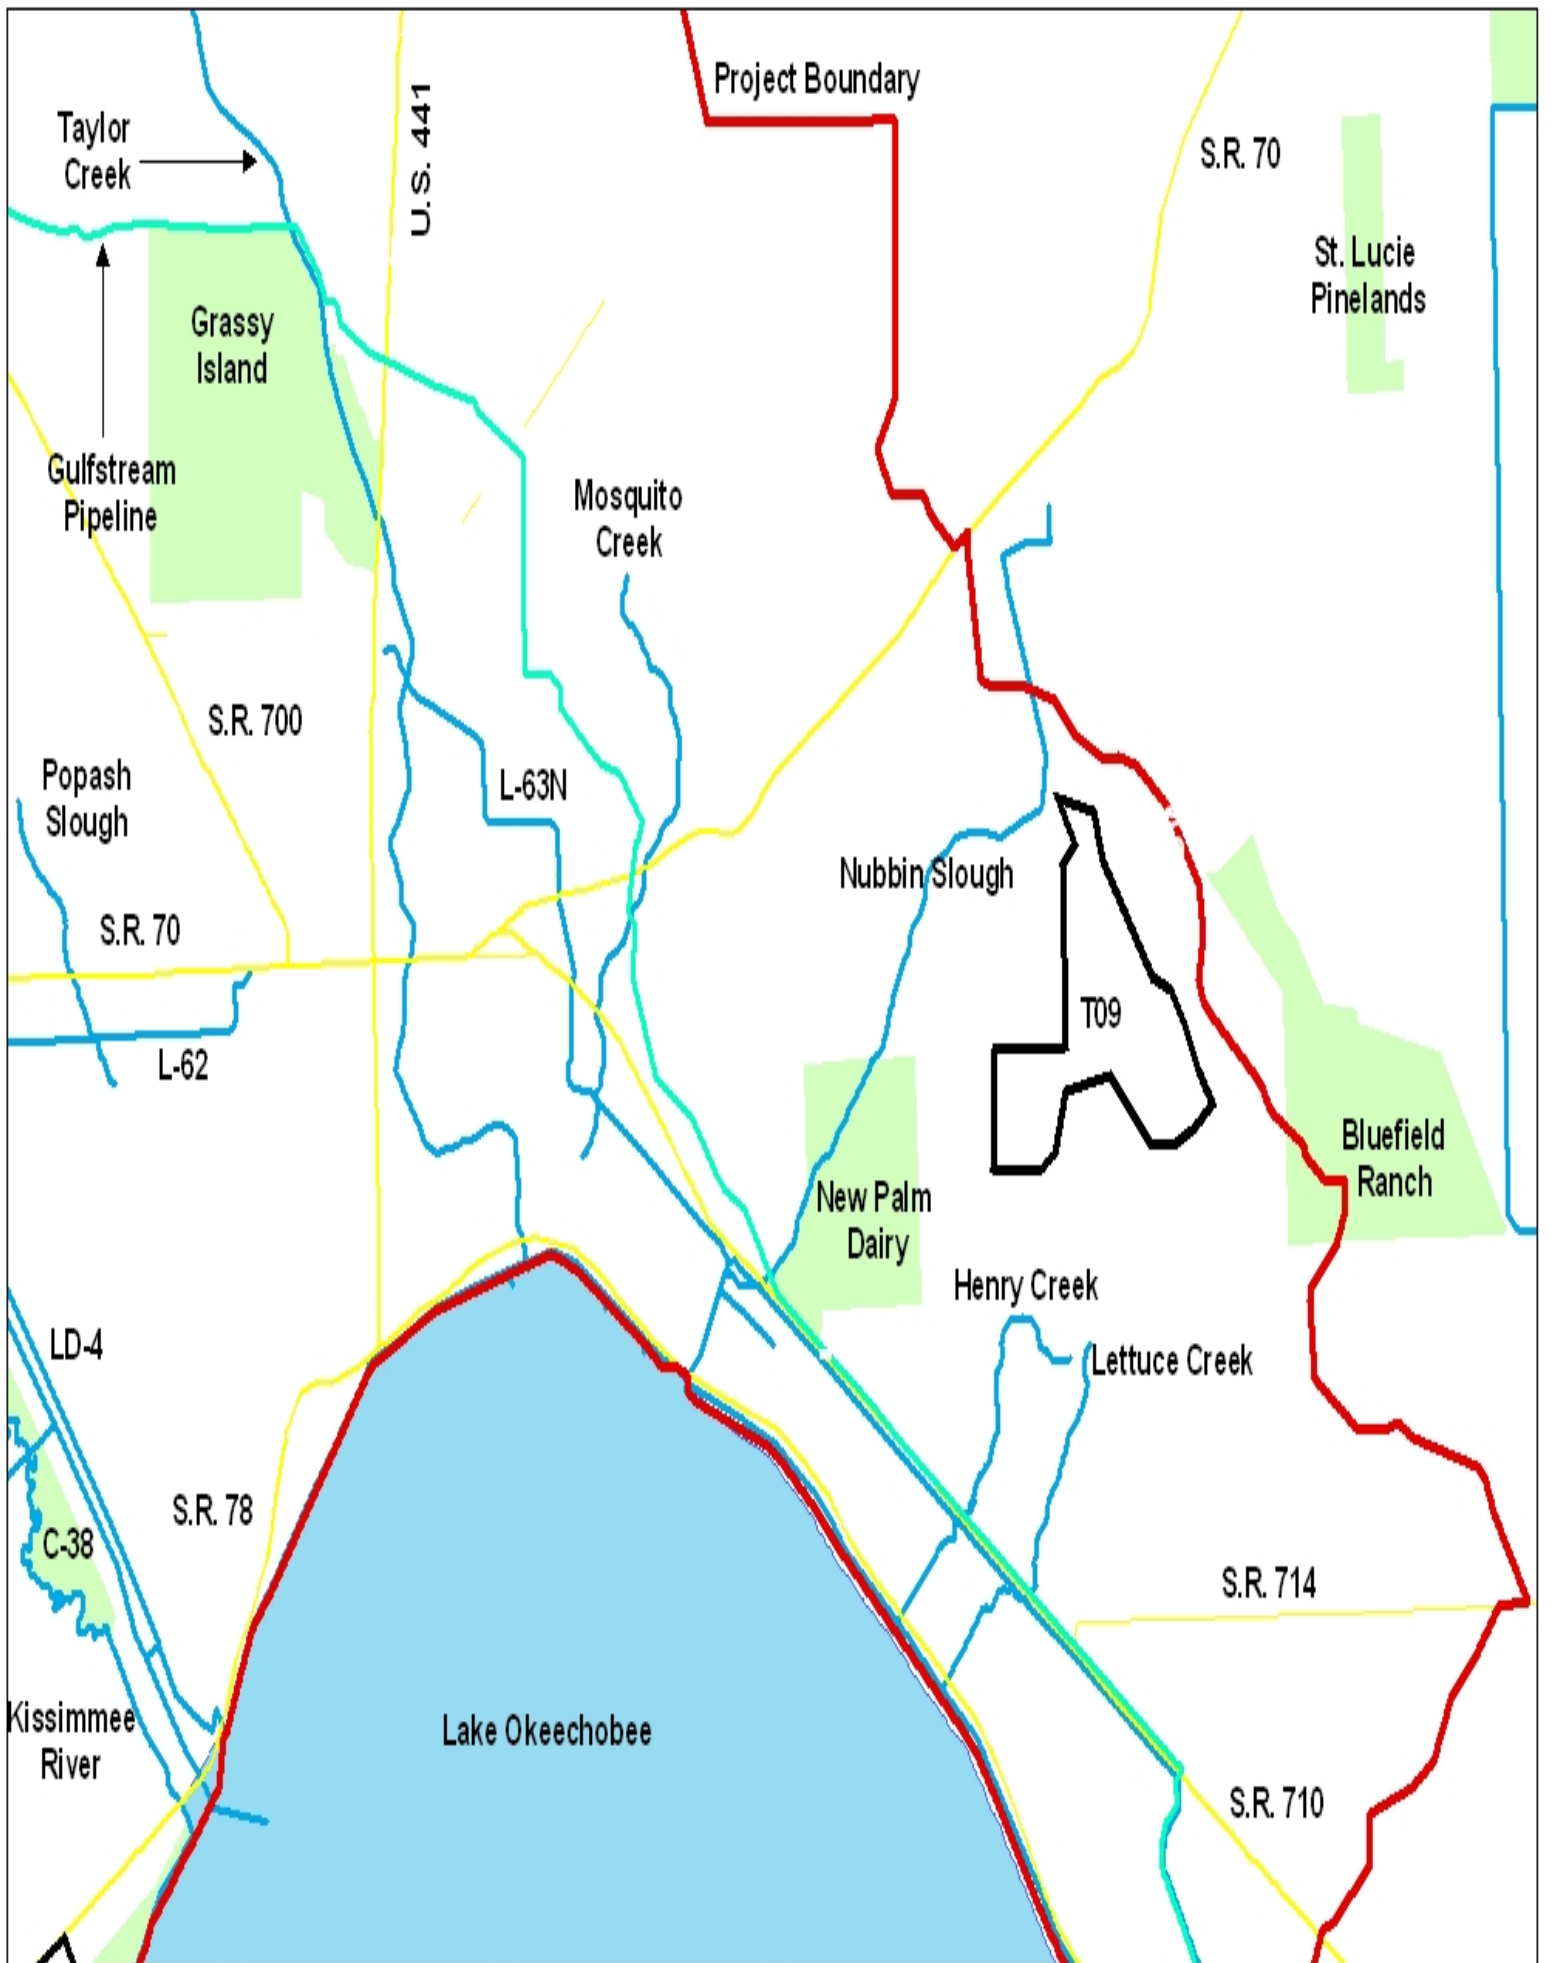 Project Boundary
Taylor
Creek
U.S. 441
S.R. 70
St. Lucie
Pinelands
Grassy
Island
Gulfstream
Pipeline
Mosquito
Creek
S.R. 700
Popash
Slough
L-63N
Nubbin Slough
S.R. 70
T09
L-62
Bluefield
Ranch
New Palm
Dairy
Henry Creek
LD-4
Lettuce Creek
S.R. 78
C-38
S.R. 714
Kissimmee
River
Lake Okeechobee
S.R. 710